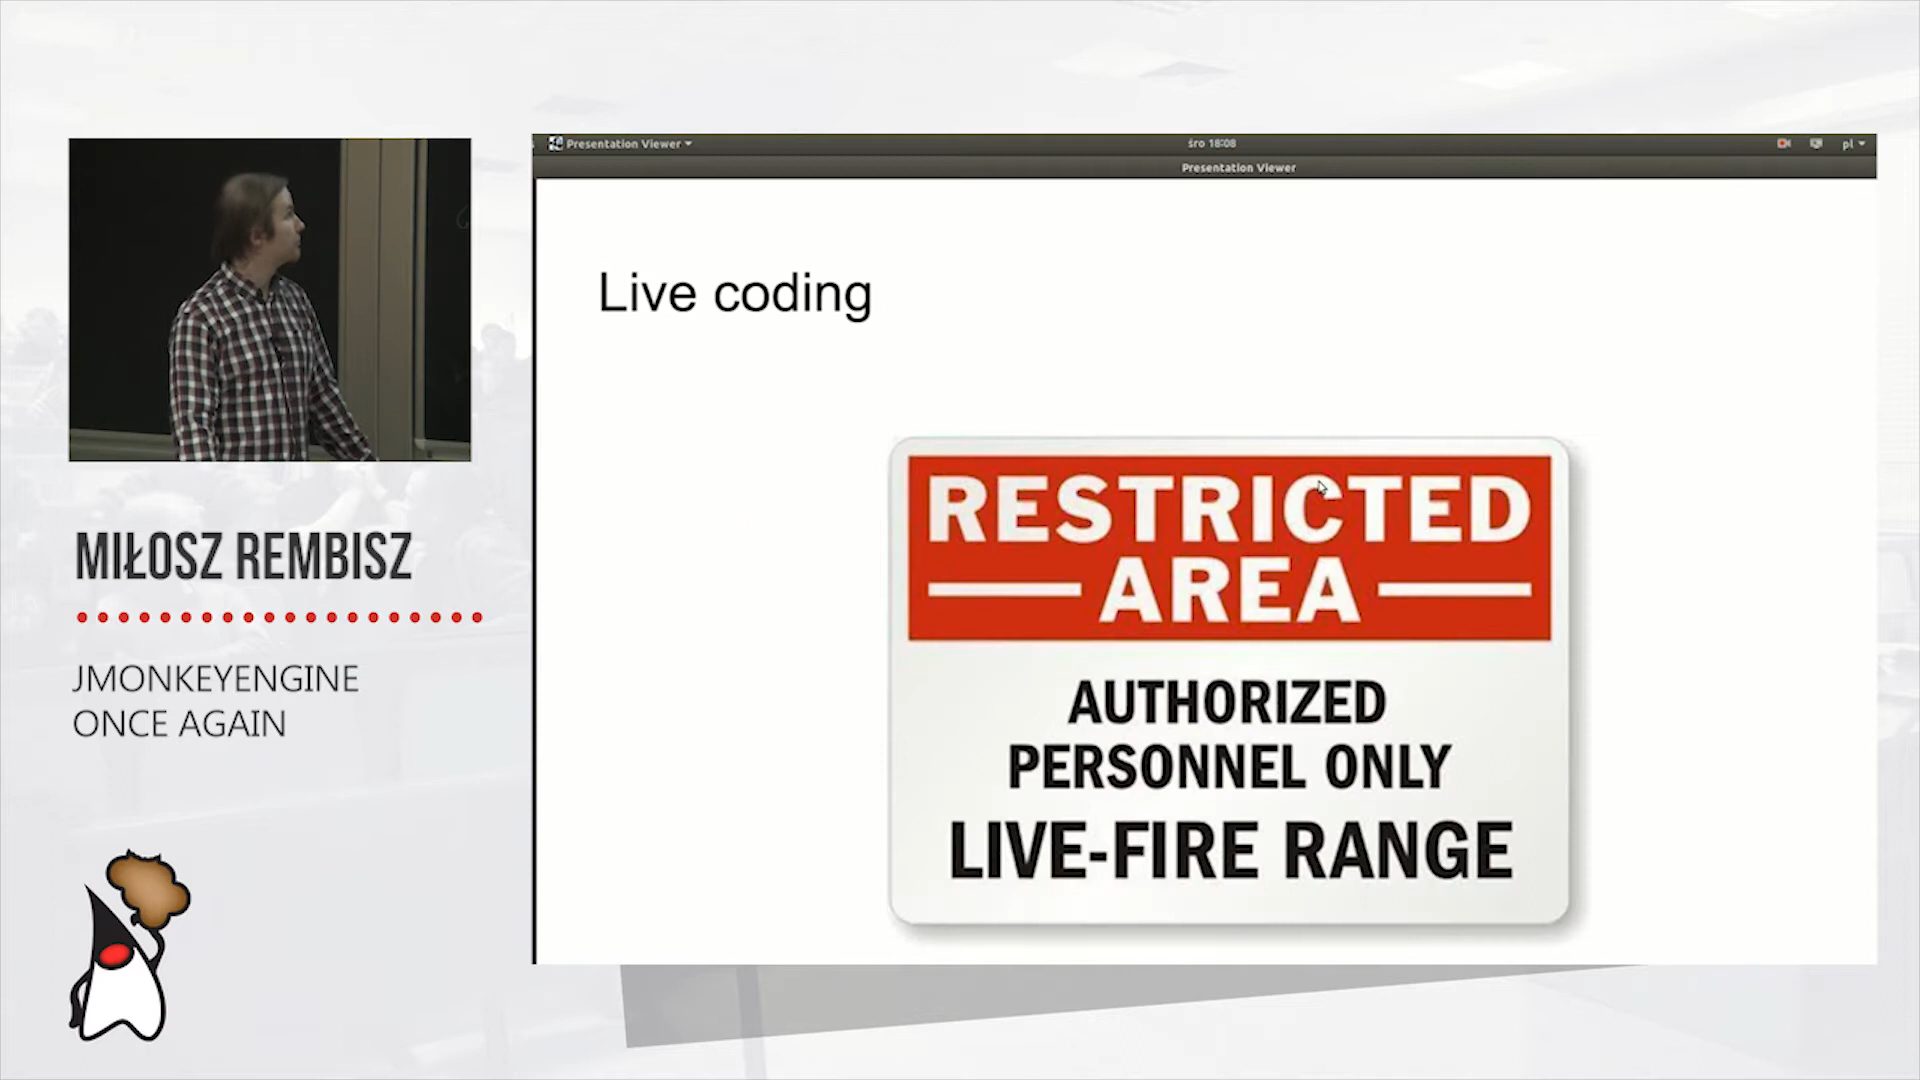 Presentation Viewer
śro 18:08
pl
Presentation Viewer
Live coding
RESTRICTED
AREA
AUTHORIZED
PERSONNEL ONLY
LIVE-FIRE RANGE
MIŁOSZ REMBISZ
JMONKEYENGINE
ONCE AGAIN